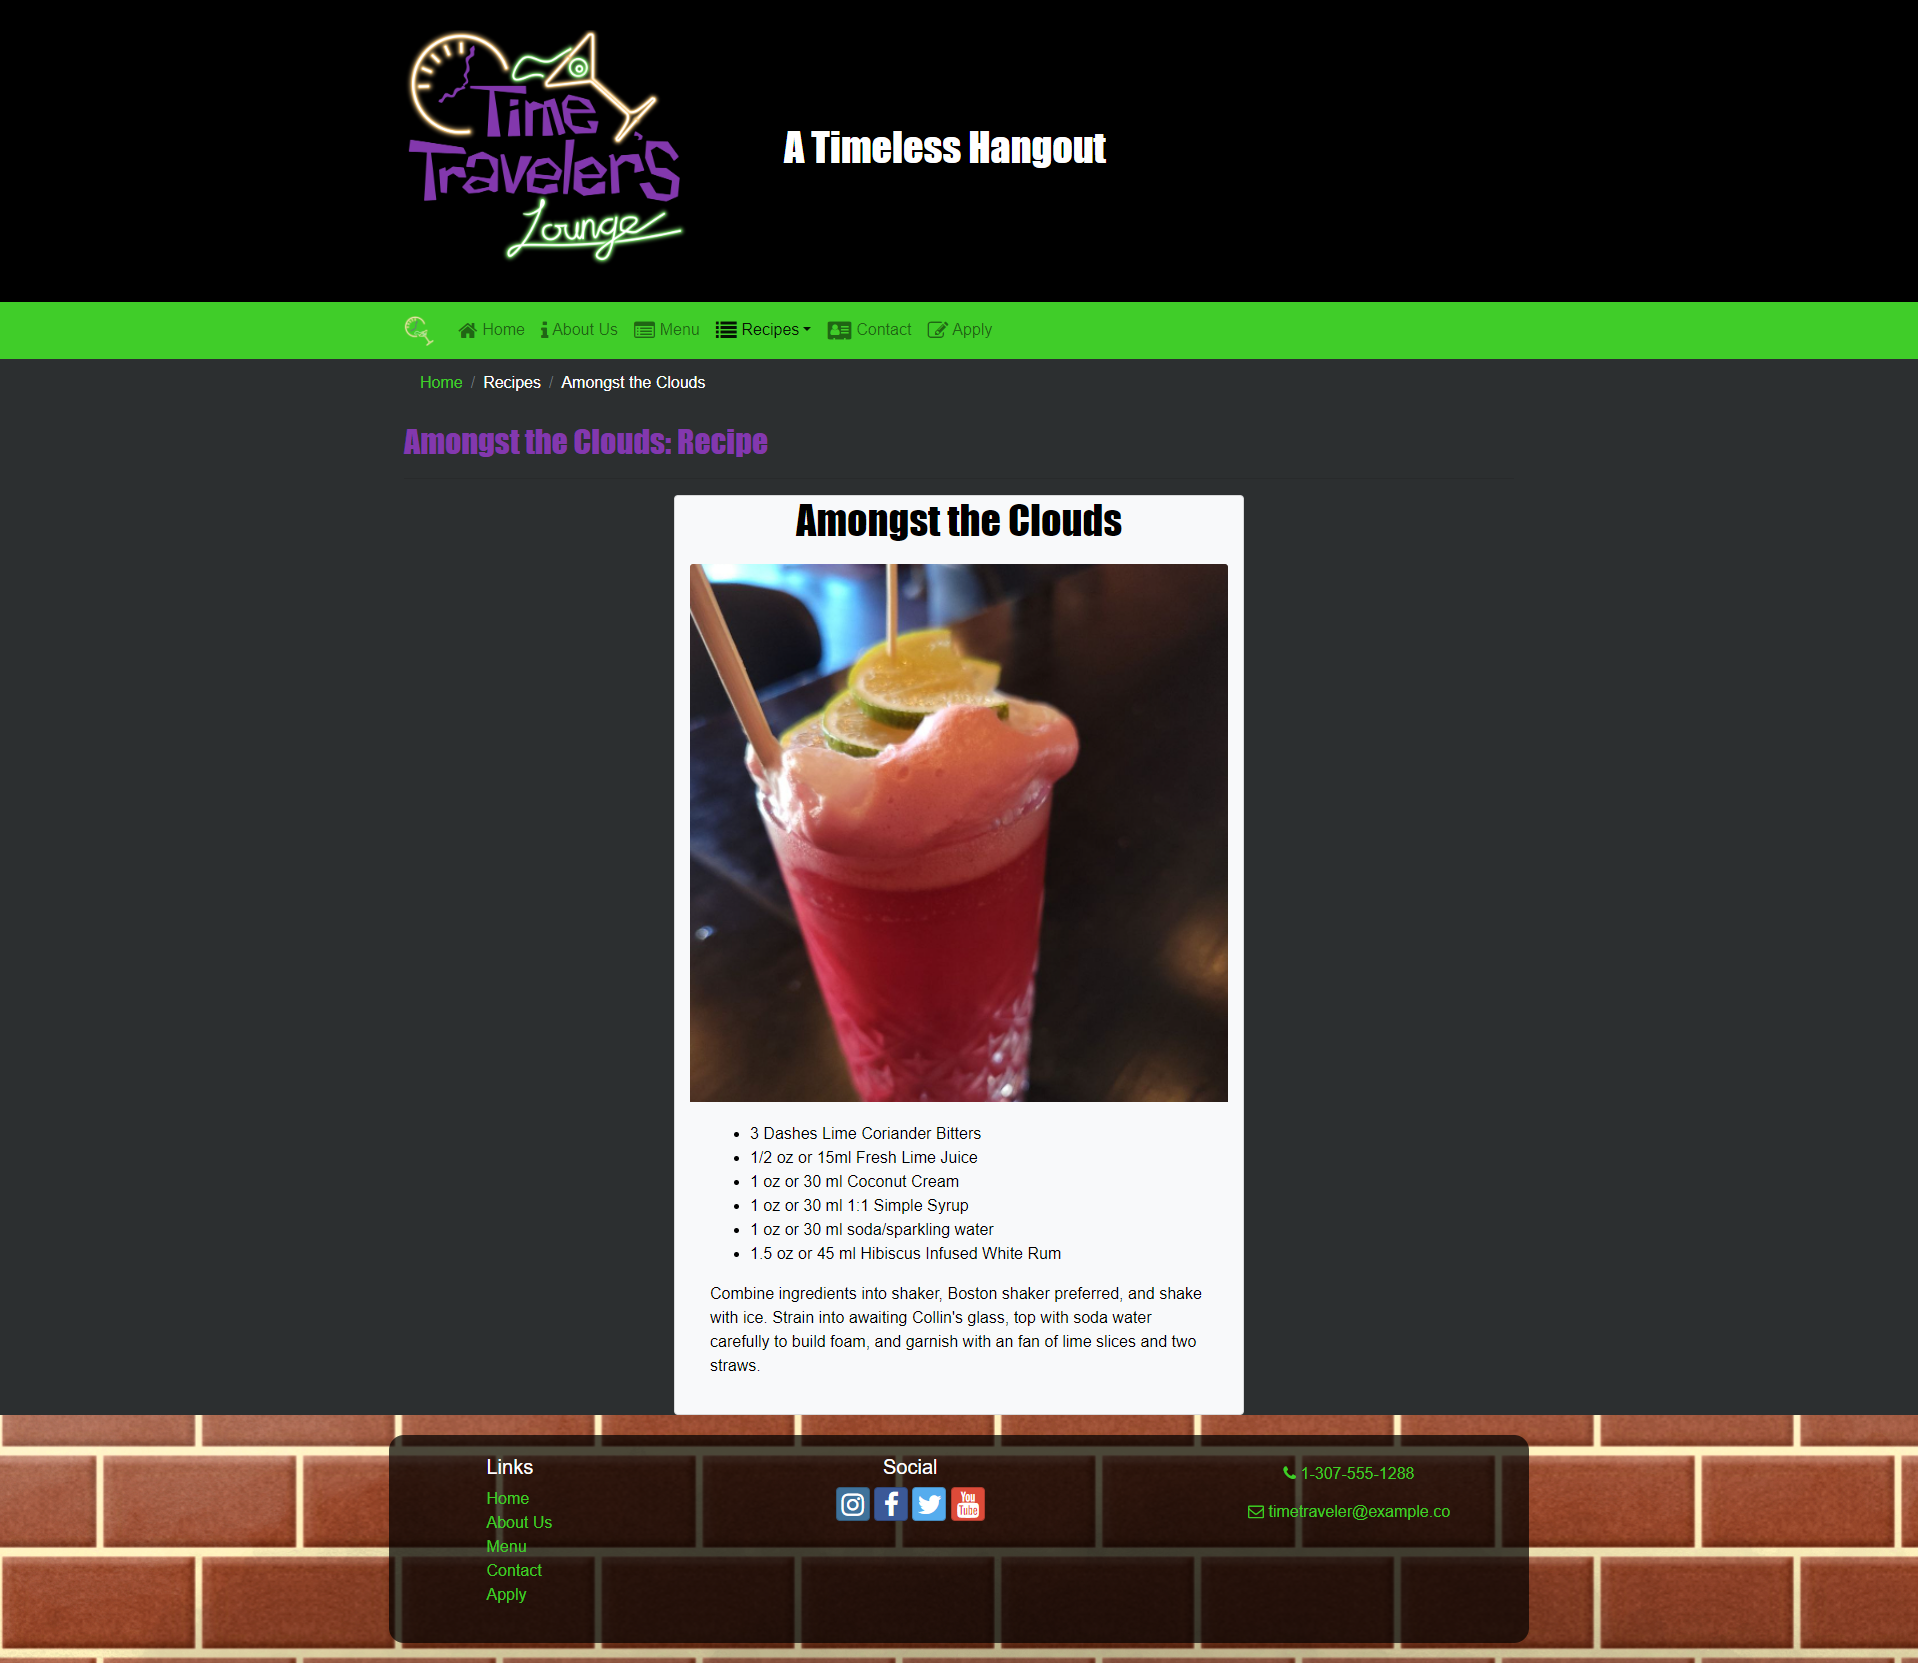 Time
Traveler's
Lounge
A Timeless Hangout
Home About Us Menu Recipes Contact Apply
Home / Recipes / Amongst the Clouds
Amongst the Clouds: Recipe
Amongst the Clouds
• 3 Dashes Lime Coriander Bitters
• 1/2 oz or 15ml Fresh Lime Juice
• 1 oz or 30 ml Coconut Cream
• 1 oz or 30 ml 1:1 Simple Syrup
• 1 oz or 30 ml soda/sparkling water
• 1.5 oz or 45 ml Hibiscus Infused White Rum
Combine ingredients into shaker, Boston shaker preferred, and shake
with ice. Strain into awaiting Collin's glass, top with soda water
carefully to build foam, and garnish with an fan of lime slices and two
straws.
Links
Home
About Us
Menu
Contact
Apply
Social
You
Tube
1-307-555-1288
timetraveler@example.co